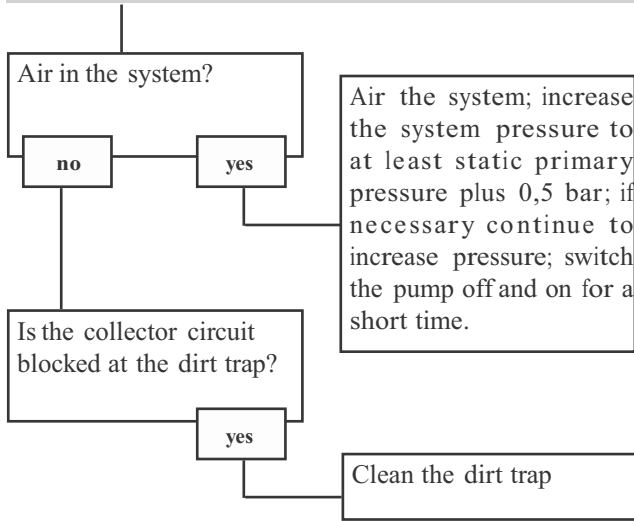 Air in the system?
no
yes
Air the system; increase
the system pressure to
at least static primary
pressure plus 0,5 bar; if
necessary continue to
increase pressure; switch
the pump off and on for a
short time.
Is the collector circuit
blocked at the dirt trap?
yes
Clean the dirt trap